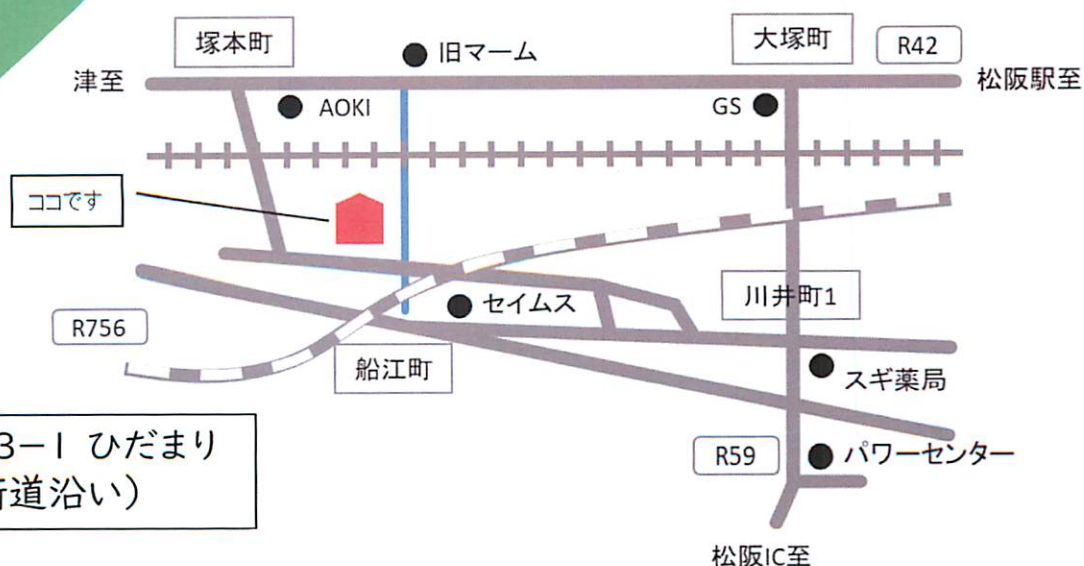 塚本町
旧マーム
大塚町
R42
津至
松阪駅至
AOKI
GS
ココです
セイムス
川井町1
R756
船江町
スギ薬局
3-1 ひだまり
道沿い)
R59
パワーセンター
松阪IC至